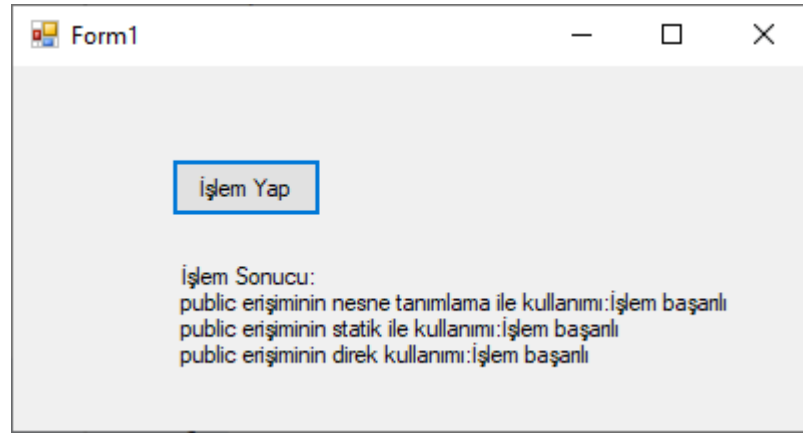 Form1
İşlem Yap
İşlem Sonucu:
public erişiminin nesne tanımlama ile kullanımı:İşlem başarılı
public erişiminin statik ile kullanımı:İşlem başarılı
public erişiminin direk kullanımı:İşlem başarılı